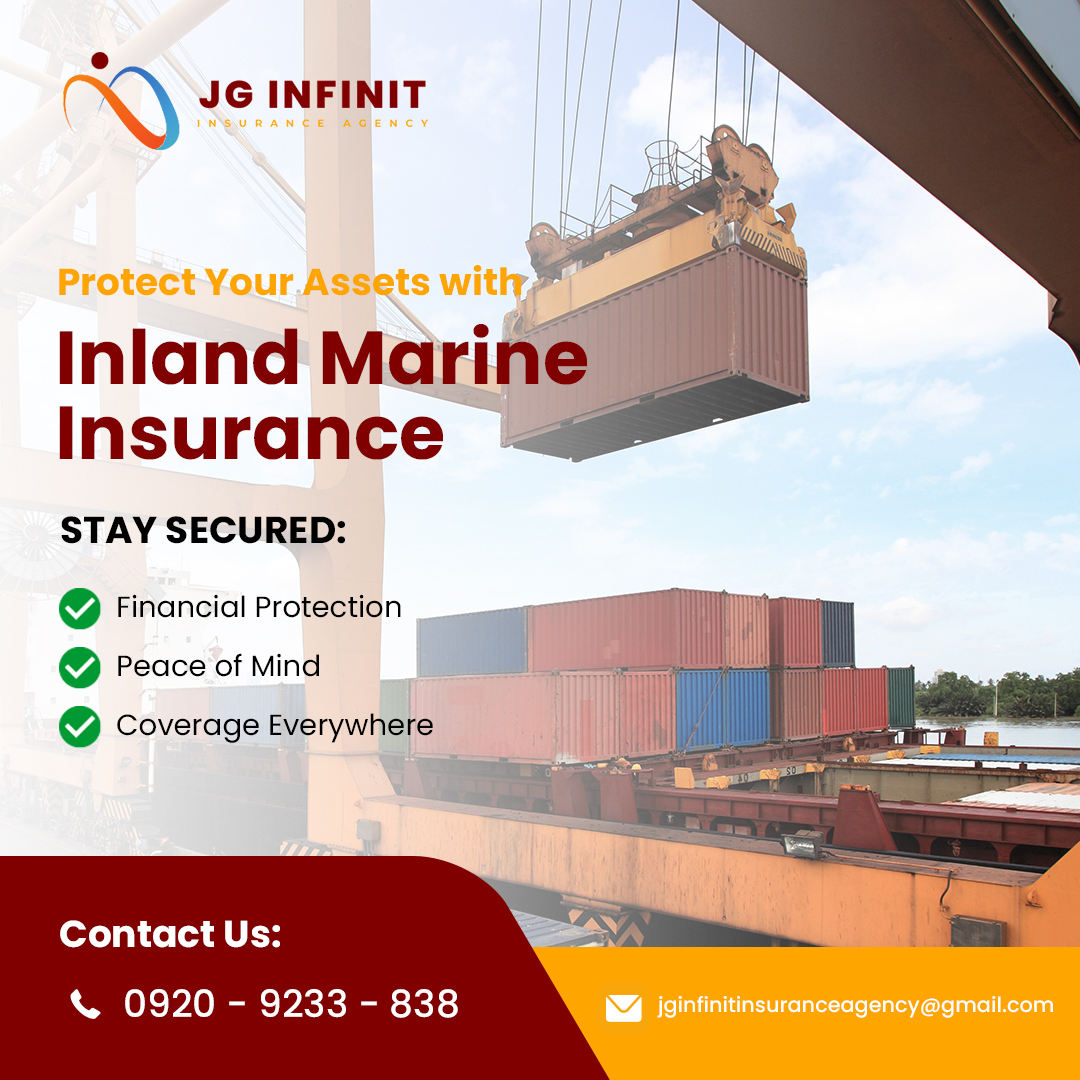 JG INFINIT
INSURANCE AGENCY
Protect Your Assets with
Inland Marine
Insurance
STAY SECURED:
Financial Protection
Peace of Mind
Coverage Everywhere
Contact Us:
0920 - 9233 - 838
jginfinitinsuranceagency@gmail.com